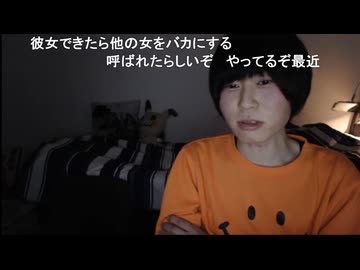 彼女できたら他の女をバカにする
呼ばれたらしいぞ　やってるぞ最近